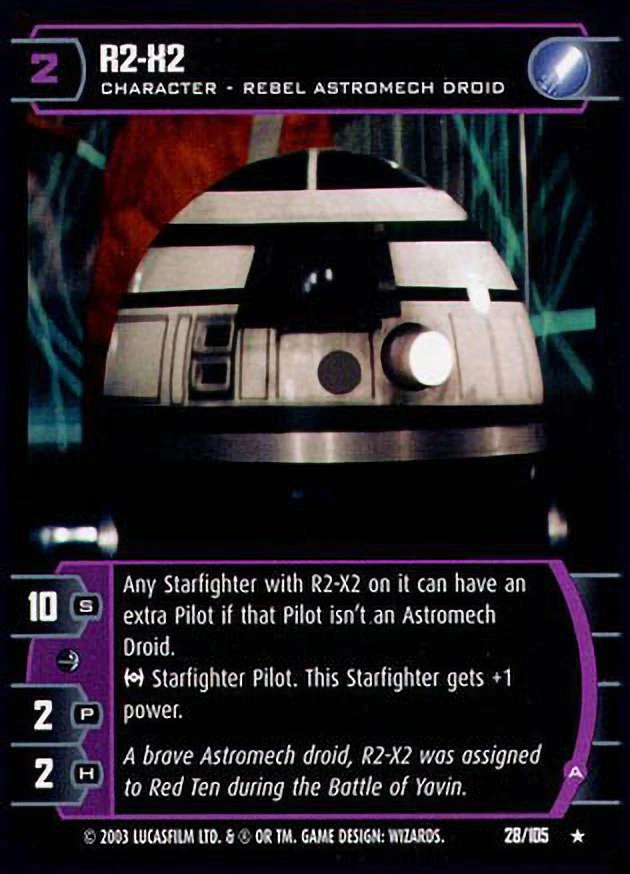 2
R2-X2
CHARACTER - REBEL ASTROMECH DROID
Any Starfighter with R2-X2 on it can have an
extra Pilot if that Pilot isn't an Astromech
Droid.
Starfighter Pilot. This Starfighter gets +1
power.
A brave Astromech droid, R2-X2 was assigned
to Red Ten during the Battle of Yavin.
10 S
2 P
2 H
A
© 2003 LUCASFILM LTD. & ® OR TM. GAME DESIGN: WIZARDS. 28/105 ★